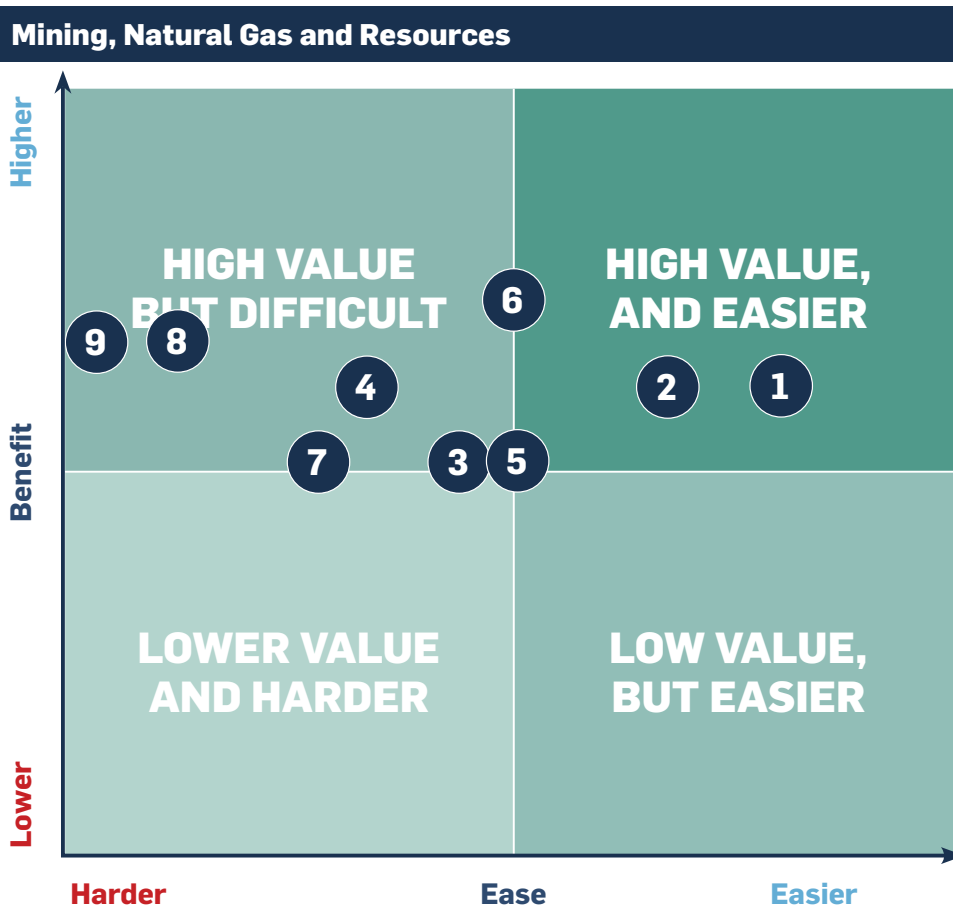 Mining, Natural Gas and Resources
Higher
HIGH VALUE
BUT DIFFICULT
HIGH VALUE,
AND EASIER
6
9
8
4
2
1
Benefit
7
3
5
LOWER VALUE
AND HARDER
LOW VALUE,
BUT EASIER
Lower
Harder
Ease
Easier